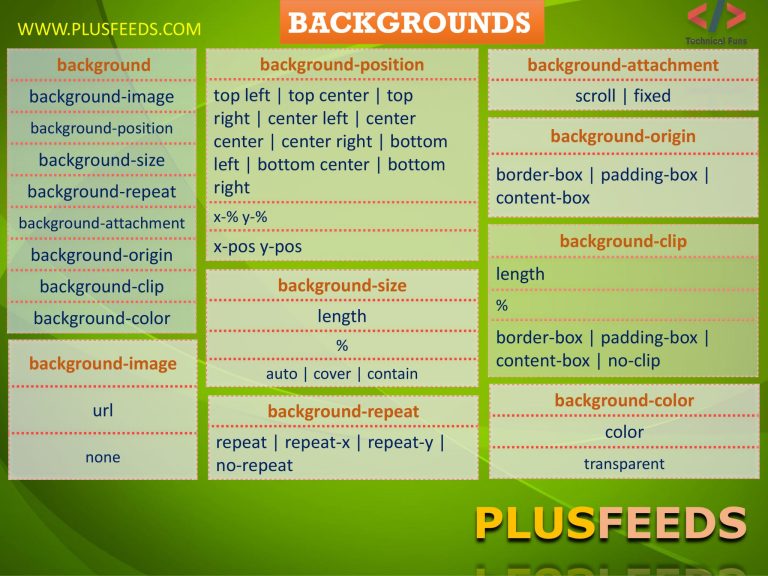 WWW.PLUSFEEDS.COM
BACKGROUNDS
</>
Technical Funs
background
background-image
background-position
background-size
background-repeat
background-attachment
background-origin
background-clip
background-color
background-image
url
none
background-position
top left | top center | top
right | center left | center
center | center right | bottom
left | bottom center | bottom
right
x-% y-%
x-pos y-pos
background-size
length
%
auto | cover | contain
background-repeat
repeat | repeat-x | repeat-y |
no-repeat
background-attachment
scroll | fixed
background-origin
border-box | padding-box |
content-box
background-clip
length
%
border-box | padding-box |
content-box | no-clip
background-color
color
transparent
PLUSFEEDS